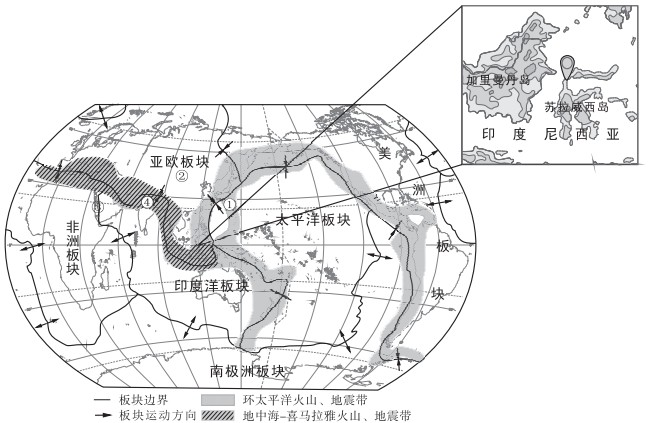 加里曼丹岛
苏拉威西岛
印度尼西亚
亚欧板块
②
①
④
③
非洲板块
太平洋板块
美洲板块
印度洋板块
南极洲板块
板块边界
环太平洋火山、地震带
板块运动方向
地中海-喜马拉雅火山、地震带